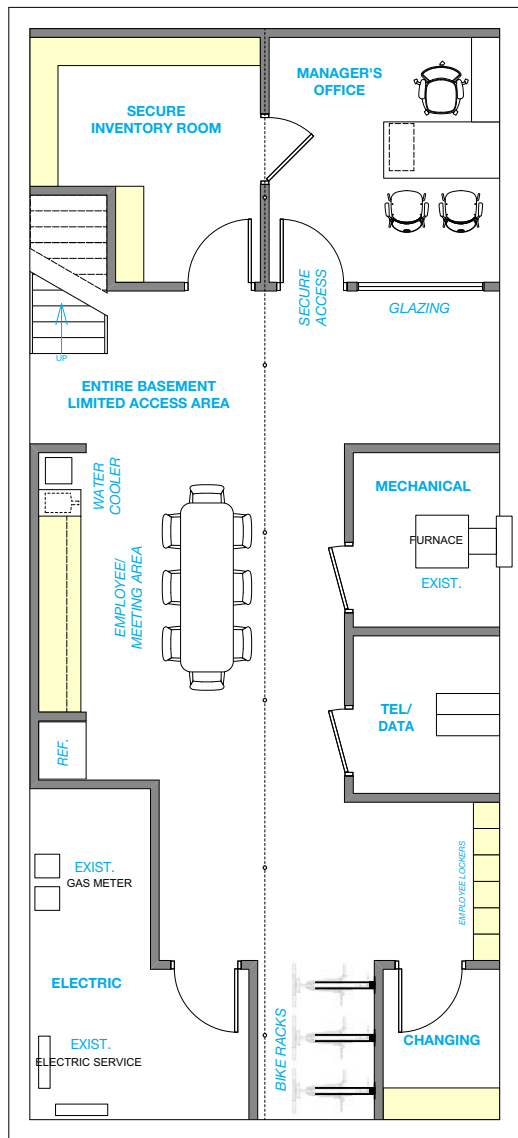 MANAGER'S
OFFICE
SECURE
INVENTORY ROOM
SECURE
ACCESS
GLAZING
UP
ENTIRE BASEMENT
LIMITED ACCESS AREA
WATER
COOLER
MECHANICAL
FURNACE
EXIST.
EMPLOYEE/
MEETING AREA
TEL/
DATA
REF.
EXIST.
GAS METER
EMPLOYEE LOCKERS
ELECTRIC
EXIST.
ELECTRIC SERVICE
BIKE RACKS
CHANGING